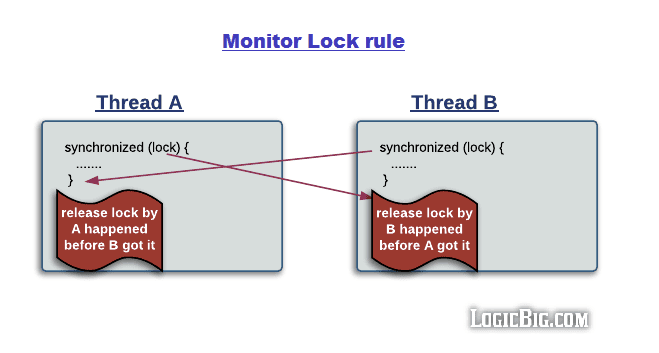 Monitor Lock rule
Thread A
synchronized (lock) {
.......
}
release lock by
A happened
before B got it
Thread B
synchronized (lock) {
.......
}
release lock by
B happened
before A got it
LogicBig.com